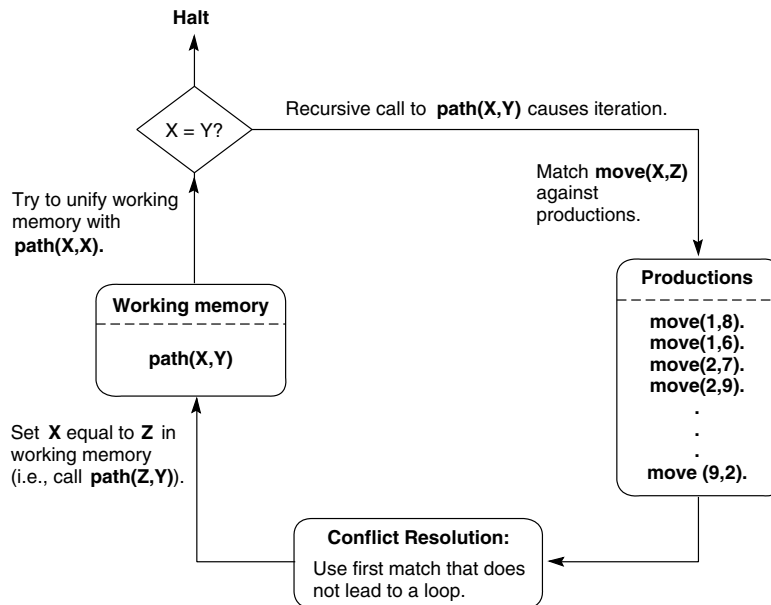 Halt
X = Y?
Recursive call to path(X,Y) causes iteration.
Try to unify working
memory with
path(X,X).
Match move(X,Z)
against
productions.
Working memory
path(X,Y)
Productions
move(1,8).
move(1,6).
move(2,7).
move(2,9).
.
.
.
move (9,2).
Set X equal to Z in
working memory
(i.e., call path(Z,Y)).
Conflict Resolution:
Use first match that does
not lead to a loop.